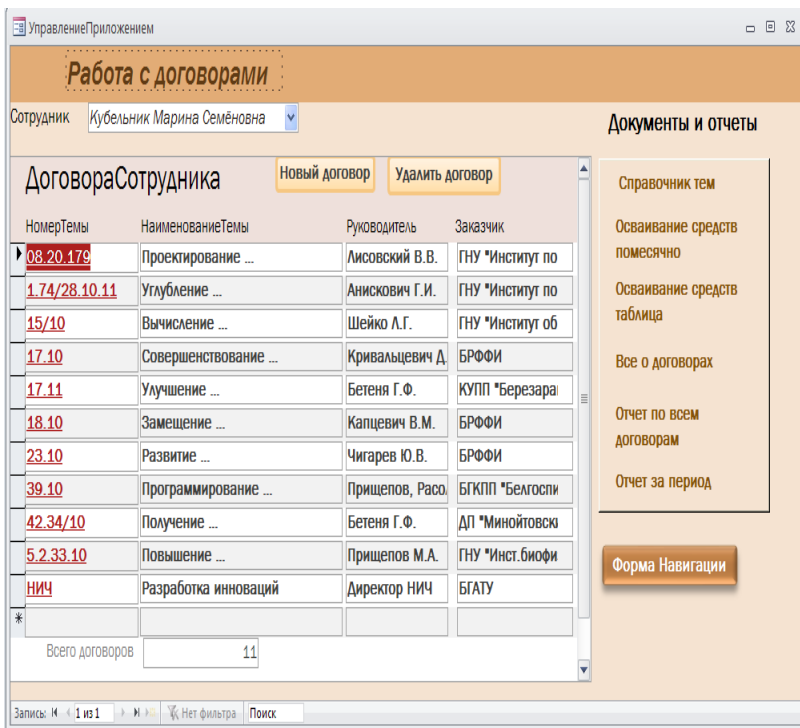 УправлениеПриложением
Работа с договорами
Сотрудник Кубельник Марина Семёновна
Документы и отчеты
ДоговораСотрудника Новый договор Удалить договор
НомерТемы НаименованиеТемы Руководитель Заказчик
08.20.179 Проектирование ... Лисовский В.В. ГНУ "Институт по
1.74/28.10.11 Углубление ... Анискович Г.И. ГНУ "Институт по
15/10 Вычисление ... Шейко Л.Г. ГНУ "Институт об
17.10 Совершенствование ... Кривальцевич Д. БРФФИ
17.11 Улучшение ... Бетеня Г.Ф. КУПП "Березара
18.10 Замещение ... Капцевич В.М. БРФФИ
23.10 Развитие ... Чигарев Ю.В. БРФФИ
39.10 Программирование ... Прищепов, Расо. БГКПП "Белгоспи
42.34/10 Получение ... Бетеня Г.Ф. ДП "Минойтовски
5.2.33.10 Повышение ... Прищепов М.А. ГНУ "Инст.биофи
НИЧ Разработка инноваций Директор НИЧ БГАТУ
Всего договоров 11
Справочник тем
Осваивание средств
помесячно
Осваивание средств
таблица
Все о договорах
Отчет по всем
договорам
Отчет за период
Форма Навигации
Запись: 1 из 1 Нет фильтра Поиск